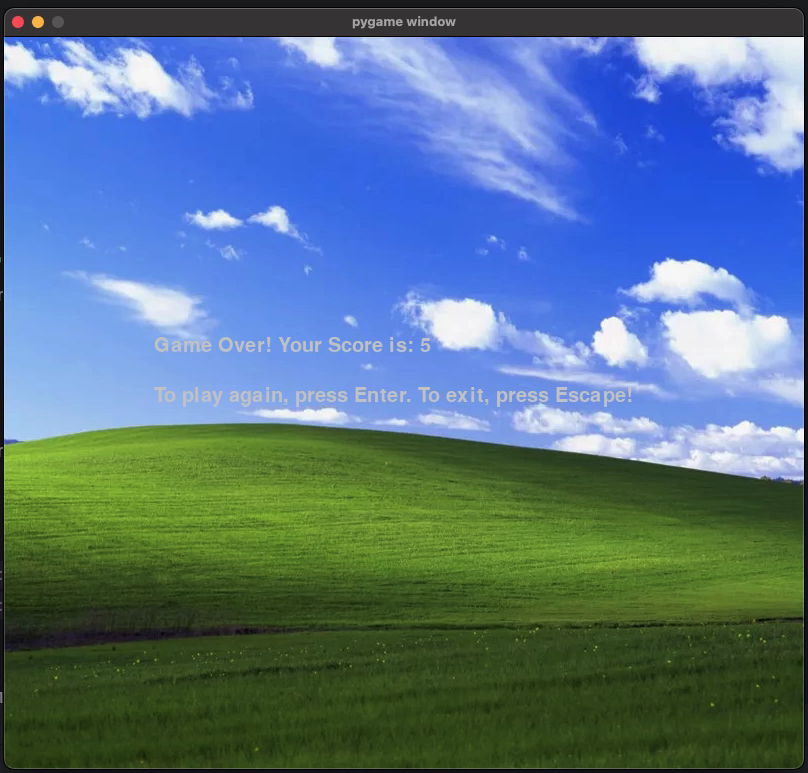 pygame window
Game Over! Your Score is: 5
To play again, press Enter. To exit, press Escape!